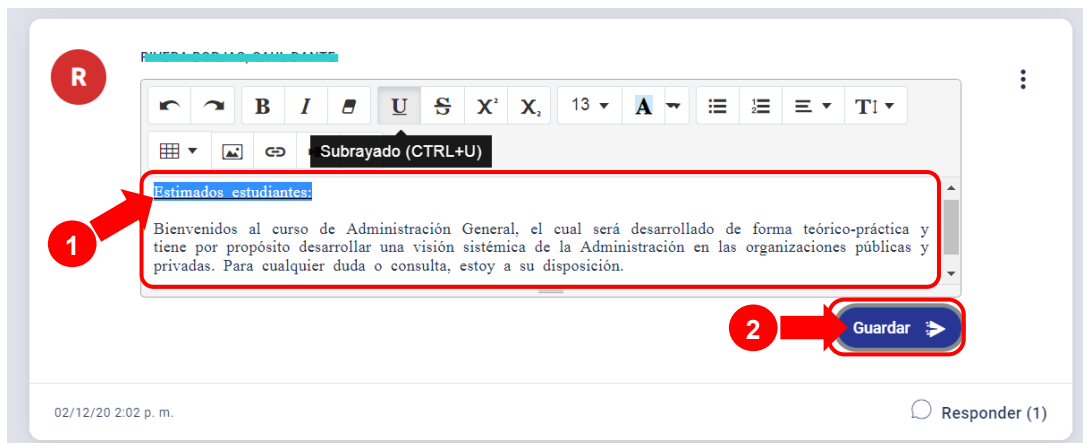 R
B I U S X² X₂ 13 A T
Subrayado (CTRL+U)
Estimados estudiantes:
Bienvenidos al curso de Administración General, el cual será desarrollado de forma teórico-práctica y
tiene por propósito desarrollar una visión sistémica de la Administración en las organizaciones públicas y
privadas. Para cualquier duda o consulta, estoy a su disposición.
1
2
Guardar
02/12/20 2:02 p. m.
Responder (1)